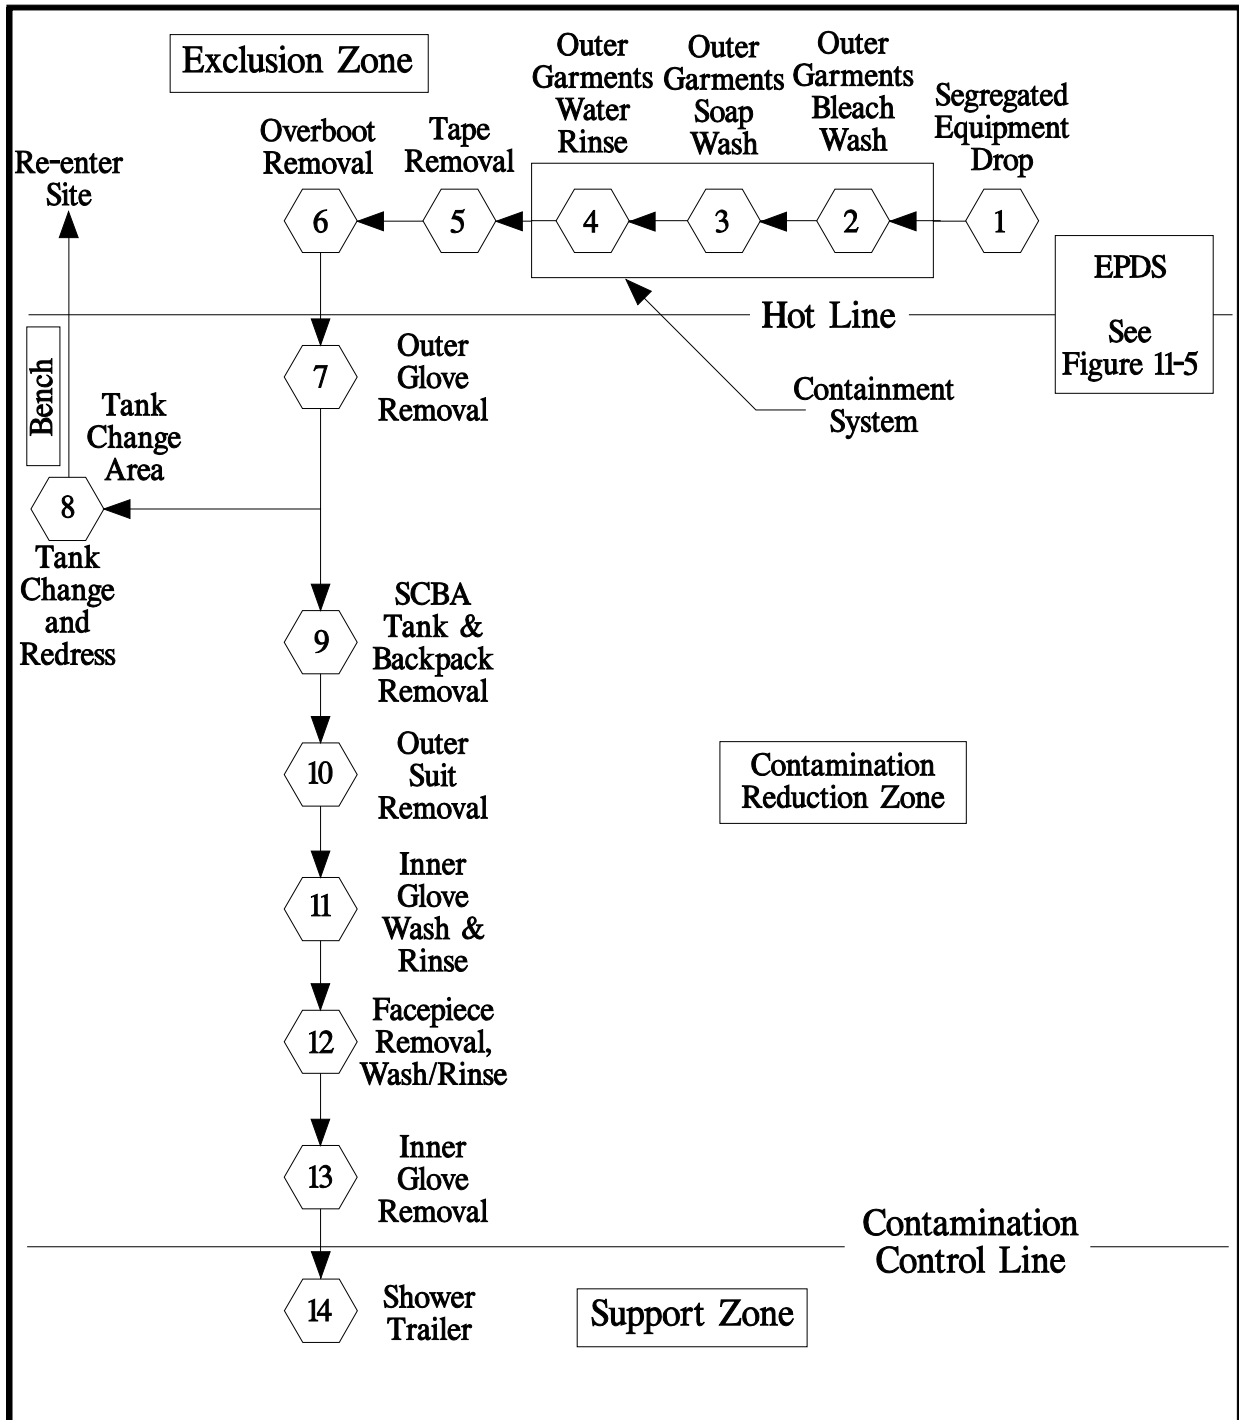 Exclusion Zone
Outer
Garments
Water
Rinse
Outer
Garments
Soap
Wash
Outer
Garments
Bleach
Wash
Segregated
Equipment
Drop
Overboot
Removal
Tape
Removal
Re-enter
Site
6
5
4
3
2
1
EPDS
See
Figure 11-5
Hot Line
Containment
System
7
Outer
Glove
Removal
Bench
Tank
Change
Area
8
Tank
Change
and
Redress
9
SCBA
Tank &
Backpack
Removal
10
Outer
Suit
Removal
Contamination
Reduction Zone
11
Inner
Glove
Wash &
Rinse
12
Facepiece
Removal,
Wash/Rinse
13
Inner
Glove
Removal
Contamination
Control Line
14
Shower
Trailer
Support Zone